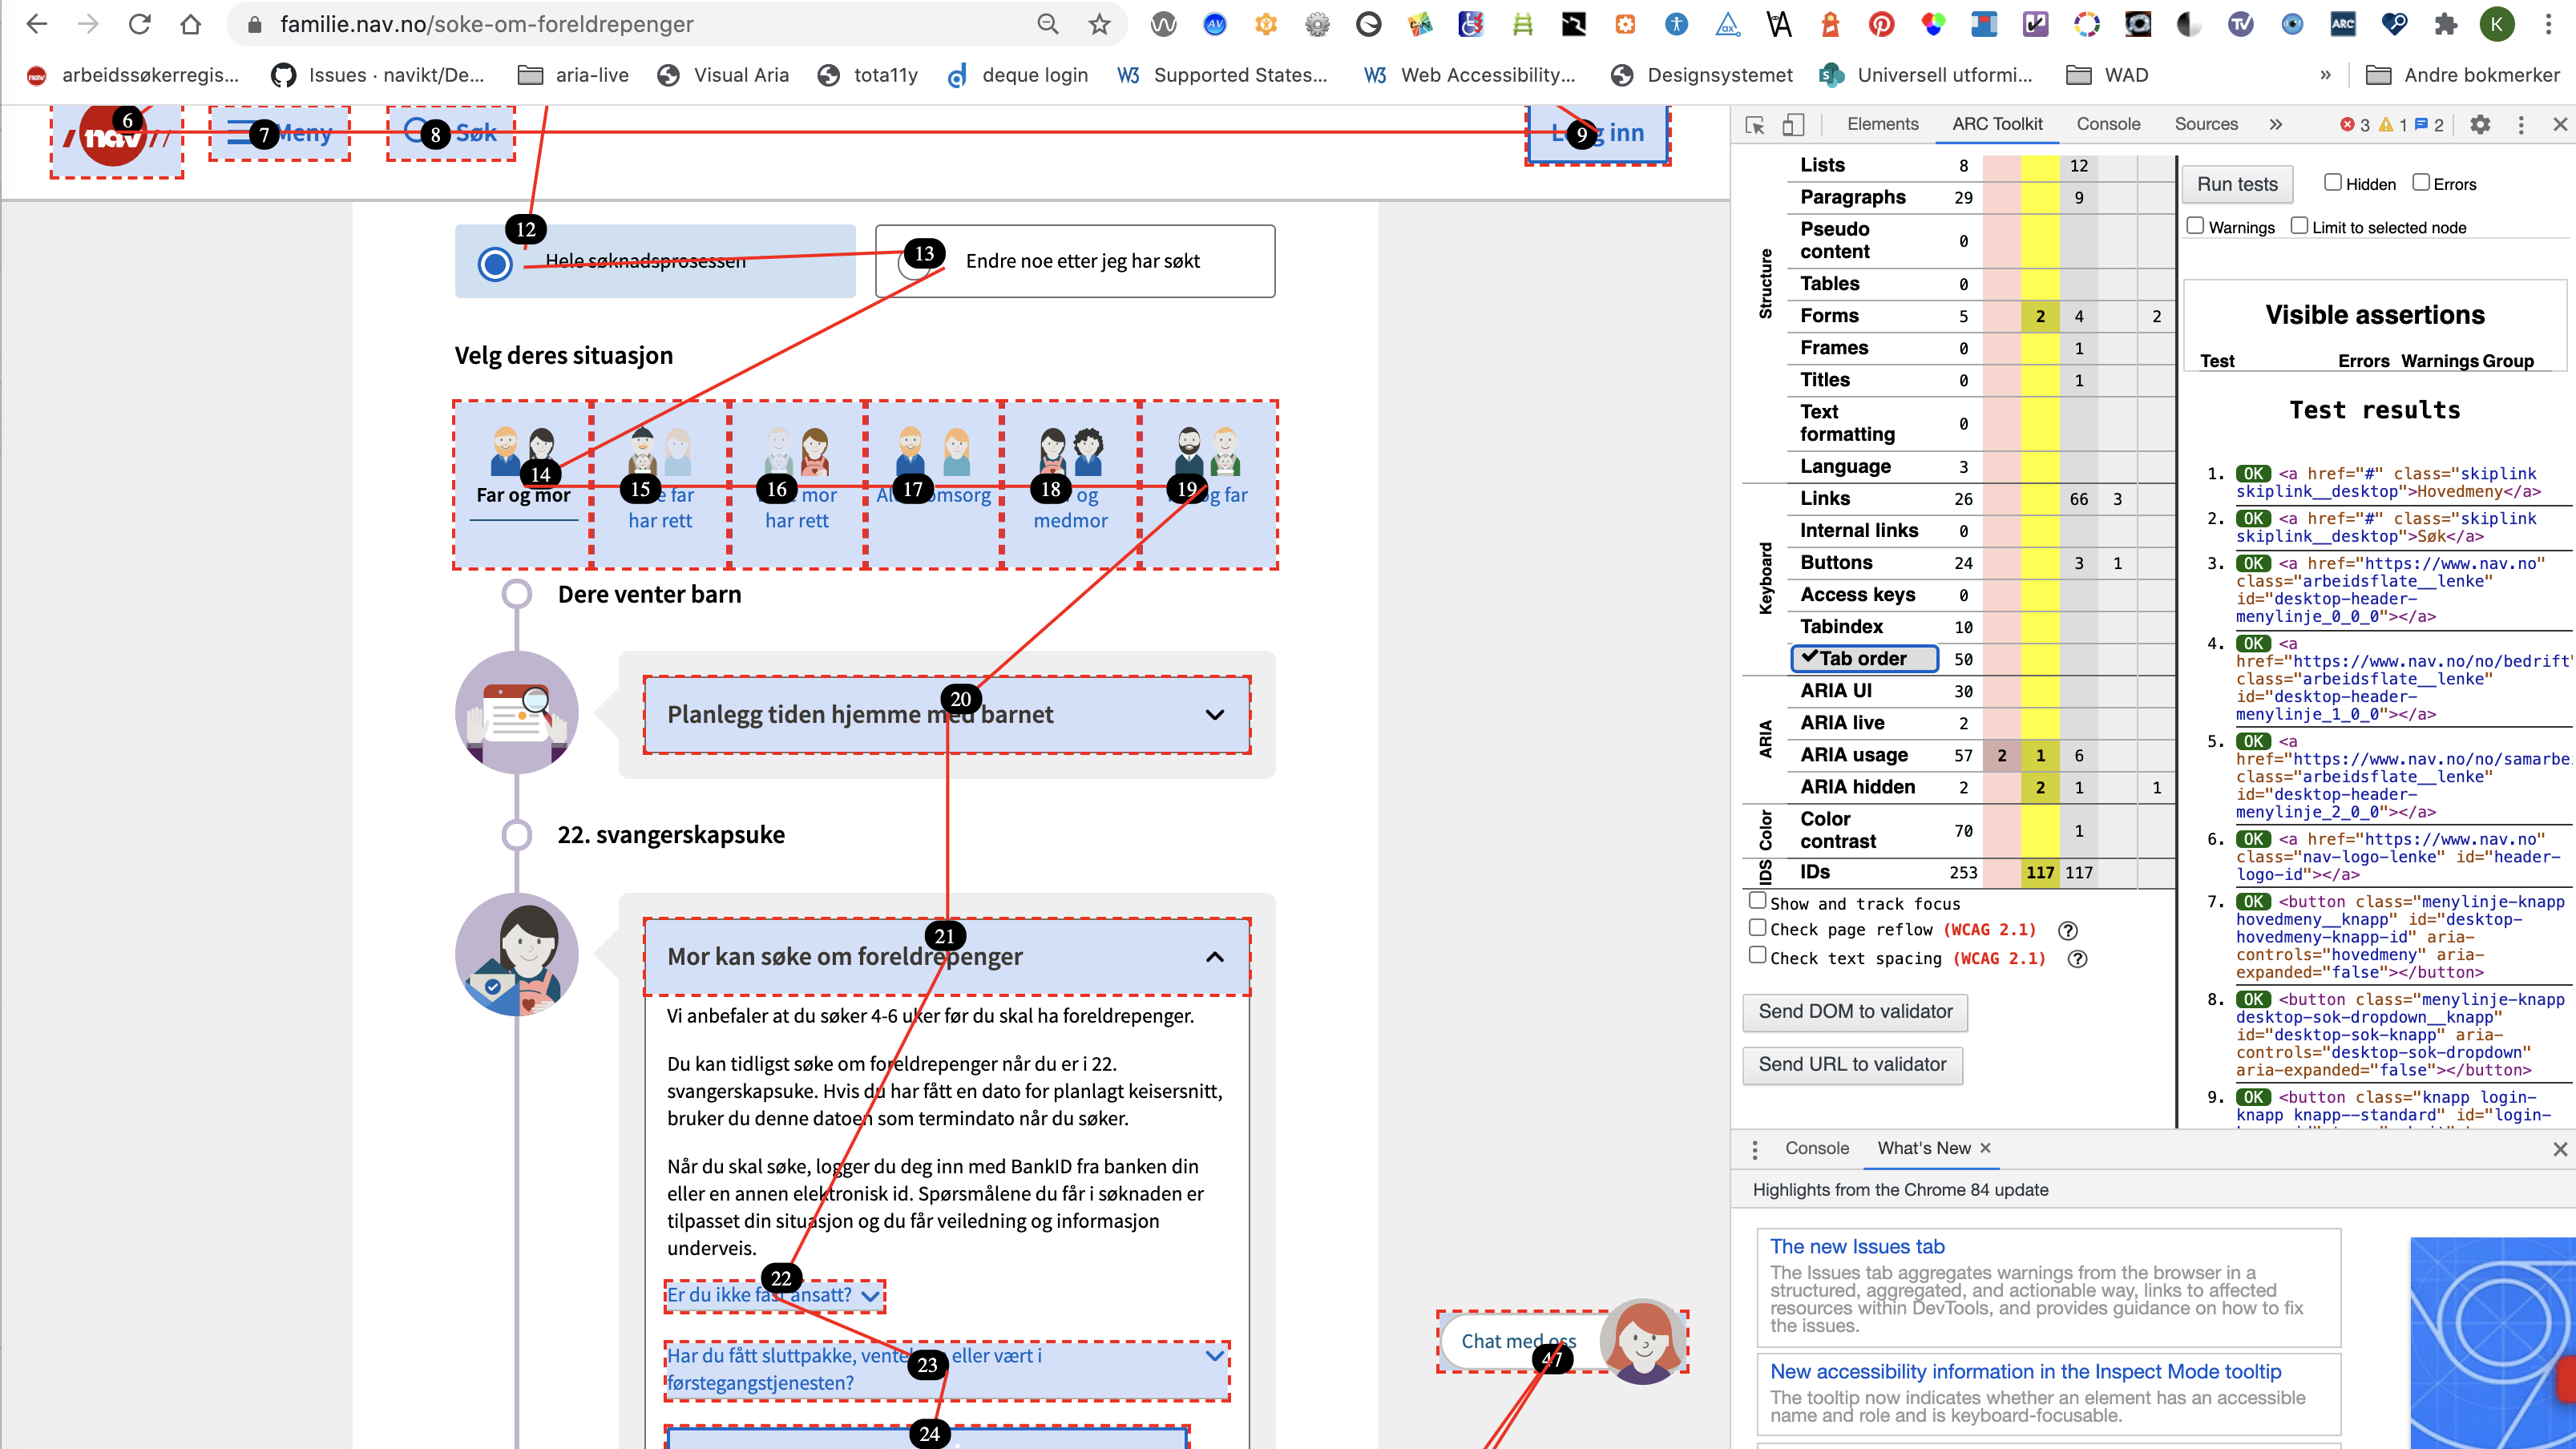 familie.nav.no/soke-om-foreldrepenger
arbeidssøkerregis...
Issues · navikt/De...
aria-live
Visual Aria
tota11y
deque login
Supported States...
Web Accessibility...
Designsystemet
Universell utformi...
WAD
»
Andre bokmerker
nav
6
7
Meny
8
Søk
9
inn
12
Hele søknadsprosessen
13
Endre noe etter jeg har søkt
Velg deres situasjon
14
Far og mor
15
far
har rett
16
mor
har rett
17
omsorg
18
og
medmor
19
og far
Dere venter barn
20
Planlegg tiden hjemme med barnet
22. svangerskapsuke
21
Mor kan søke om foreldrepenger
Vi anbefaler at du søker 4-6 uker før du skal ha foreldrepenger.
Du kan tidligst søke om foreldrepenger når du er i 22.
svangerskapsuke. Hvis du har fått en dato for planlagt keisersnitt,
bruker du denne datoen som termindato når du søker.
Når du skal søke, logger du deg inn med BankID fra banken din
eller en annen elektronisk id. Spørsmålene du får i søknaden er
tilpasset din situasjon og du får veiledning og informasjon
underveis.
22
Er du ikke fast ansatt?
Har du fått sluttpakke, 23 eller vært i
førstegangstjenesten?
24
Chat med oss
47
Elements
ARC Toolkit
Console
Sources
»
3
1
2
Structure
Lists 8 12
Paragraphs 29 9
Pseudo
content 0
Tables 0
Forms 5 2 4 2
Frames 0 1
Titles 0 1
Text
formatting 0
Language 3
Keyboard
Links 26 66 3
Internal links 0
Buttons 24 3 1
Access keys 0
Tabindex 10
Tab order 50
ARIA
ARIA UI 30
ARIA live 2
ARIA usage 57 2 1 6
ARIA hidden 2 2 1 1
Color
Color
contrast 70 1
IDS
IDs 253 117 117
Show and track focus
Check page reflow (WCAG 2.1) ?
Check text spacing (WCAG 2.1) ?
Send DOM to validator
Send URL to validator
Run tests
Hidden
Errors
Warnings
Limit to selected node
Visible assertions
Test Errors Warnings Group
Test results
1. OK <a href="#" class="skiplink
skiplink__desktop">Hovedmeny</a>
2. OK <a href="#" class="skiplink
skiplink__desktop">Søk</a>
3. OK <a href="https://www.nav.no"
class="arbeidsflate__lenke"
id="desktop-header-
menylinje_0_0_0"></a>
4. OK <a
href="https://www.nav.no/no/bedrift"
class="arbeidsflate__lenke"
id="desktop-header-
menylinje_1_0_0"></a>
5. OK <a
href="https://www.nav.no/no/samarbe
class="arbeidsflate__lenke"
id="desktop-header-
menylinje_2_0_0"></a>
6. OK <a href="https://www.nav.no"
class="nav-logo-lenke" id="header-
logo-id"></a>
7. OK <button class="menylinje-knapp
hovedmeny__knapp" id="desktop-
hovedmeny-knapp-id" aria-
controls="hovedmeny" aria-
expanded="false"></button>
8. OK <button class="menylinje-knapp
desktop-sok-dropdown__knapp"
id="desktop-sok-knapp" aria-
controls="desktop-sok-dropdown"
aria-expanded="false"></button>
9. OK <button class="knapp login-
knapp knapp--standard" id="login-
Console
What's New
Highlights from the Chrome 84 update
The new Issues tab
The Issues tab aggregates warnings from the browser in a
structured, aggregated, and actionable way, links to affected
resources within DevTools, and provides guidance on how to fix
the issues.
New accessibility information in the Inspect Mode tooltip
The tooltip now indicates whether an element has an accessible
name and role and is keyboard-focusable.